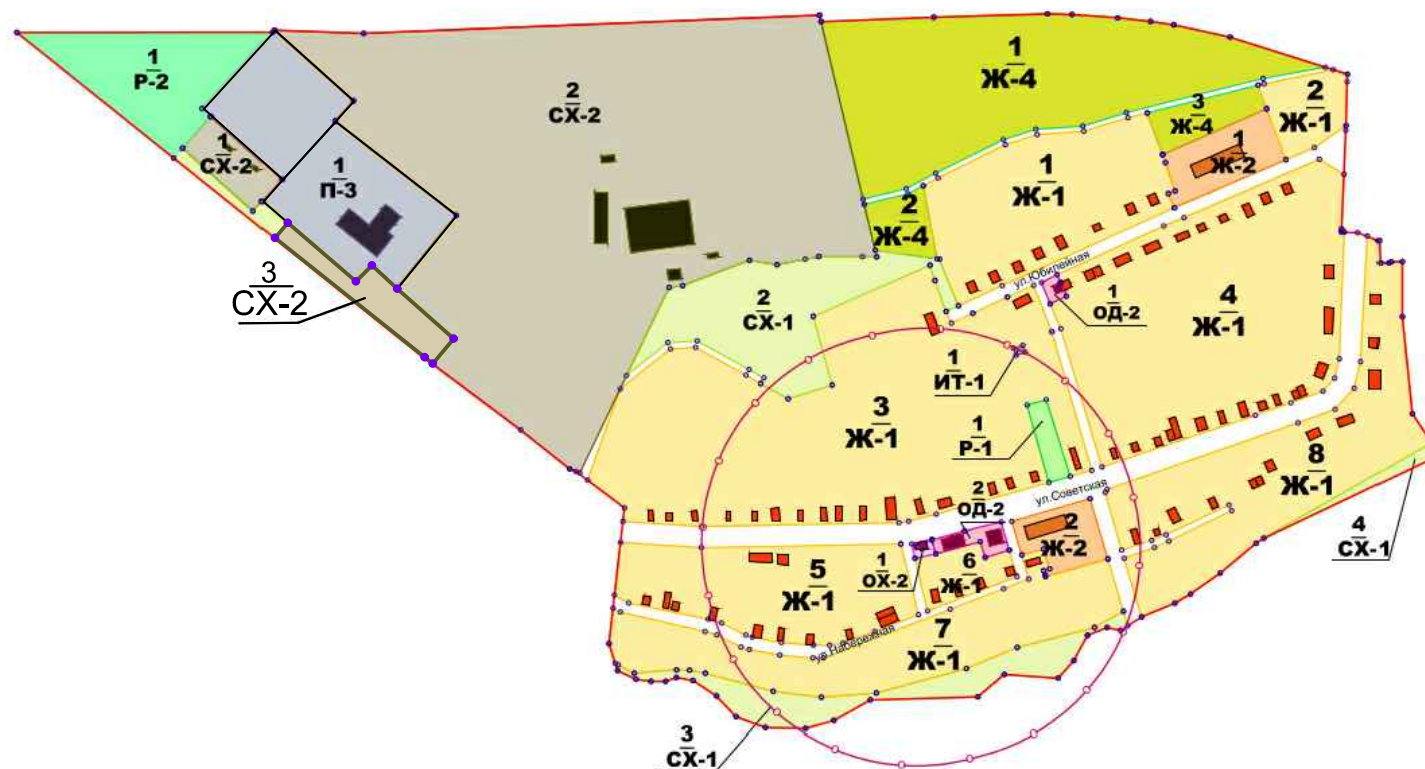 1
Р-2
1
СХ-2
1
П-3
3
СХ-2
2
СХ-2
1
Ж-4
3
Ж-4
2
Ж-1
1
Ж-2
1
Ж-1
2
Ж-4
ул.Юбилейная
2
СХ-1
1
ОД-2
4
Ж-1
1
ИТ-1
3
Ж-1
1
Р-1
8
Ж-1
ул.Советская
2
ОД-2
2
Ж-2
4
СХ-1
1
ОХ-2
6
Ж-1
5
Ж-1
ул.Набережная
7
Ж-1
3
СХ-1